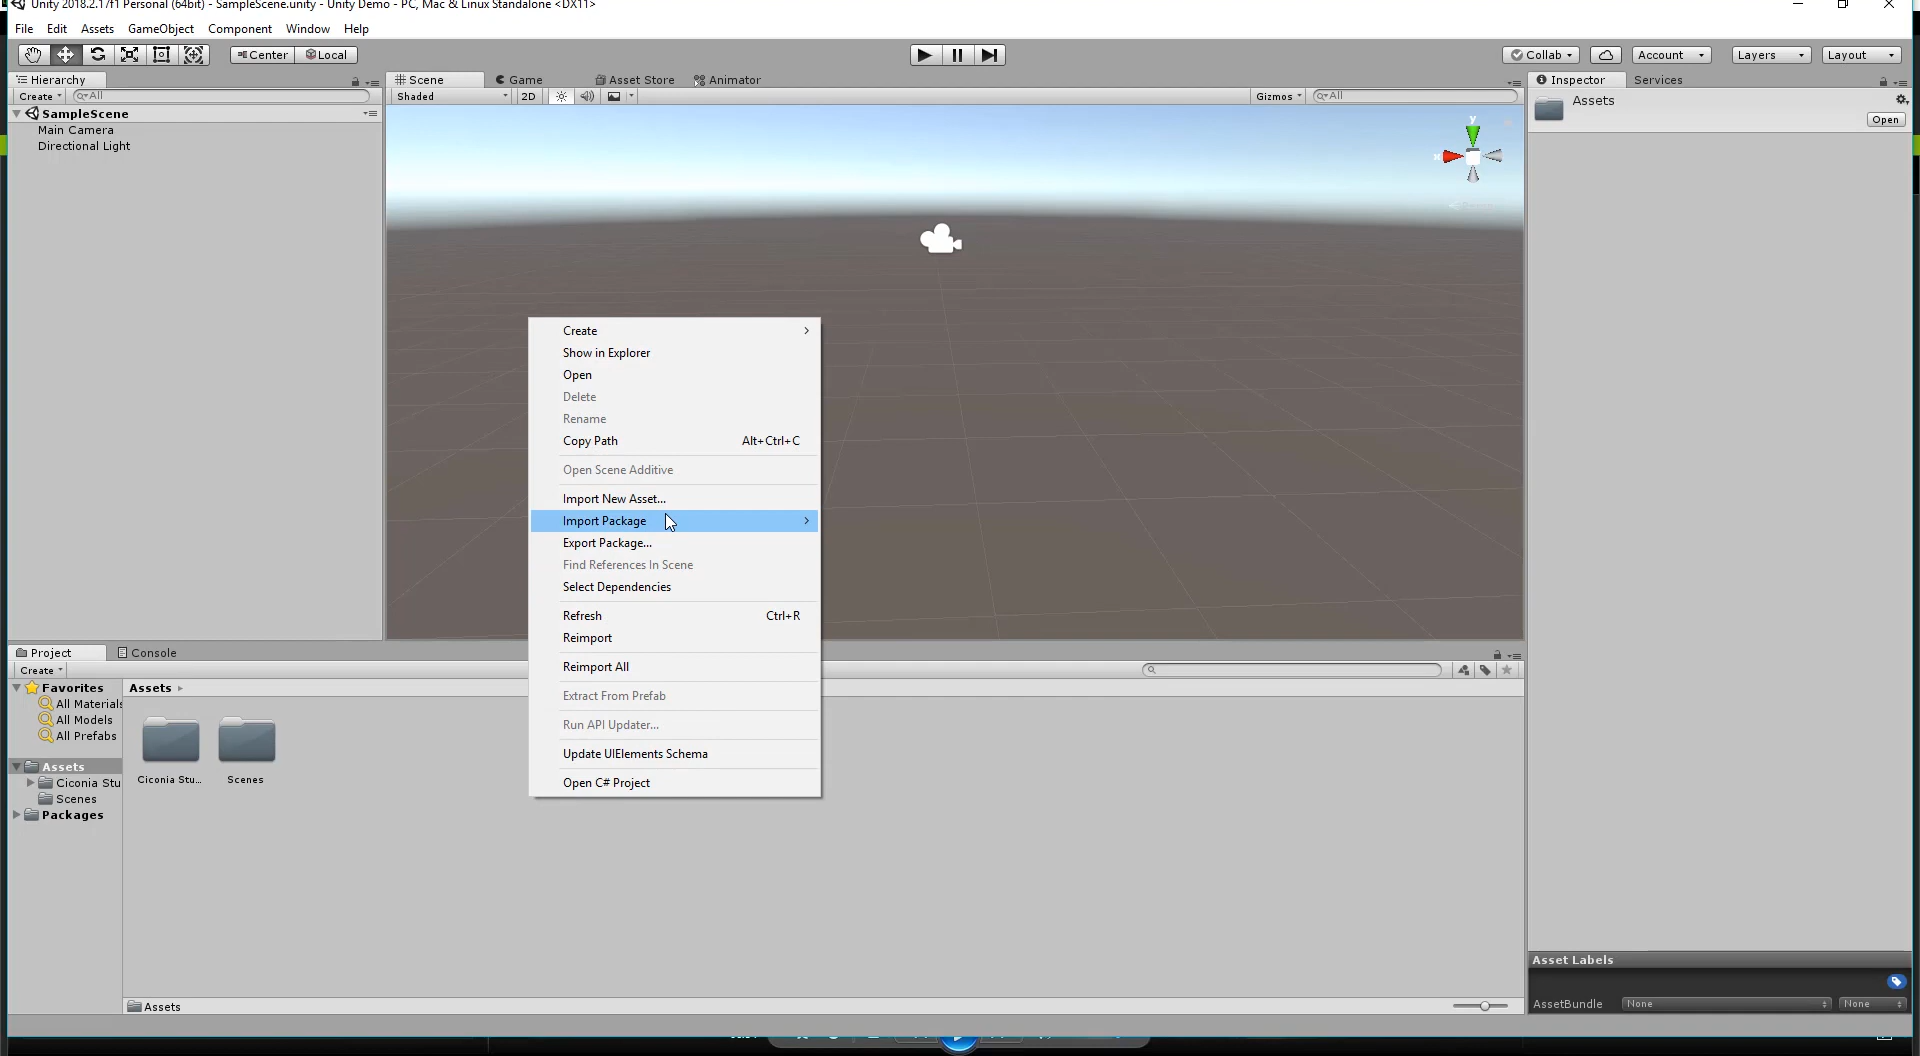 Unity 2018.2.17f1 Personal (64bit) - SampleScene.unity - Unity Demo - PC, Mac & Linux Standalone <DX11>
File Edit Assets GameObject Component Window Help
Center Local Collab Account Layers Layout
Hierarchy Scene Game Asset Store Animator Inspector Services
Create All Shaded 2D Gizmos All
Assets
Open
SampleScene
Main Camera
Directional Light
y
x
Create
Show in Explorer
Open
Delete
Rename
Copy Path Alt+Ctrl+C
Open Scene Additive
Import New Asset...
Import Package
Export Package...
Find References In Scene
Select Dependencies
Refresh Ctrl+R
Reimport
Reimport All
Extract From Prefab
Run API Updater...
Update UIElements Schema
Open C# Project
Project Console
Create
Favorites
All Materials
All Models
All Prefabs
Assets
Ciconia Stu
Scenes
Packages
Assets
Ciconia Stu...
Scenes
Assets
Asset Labels
AssetBundle None None